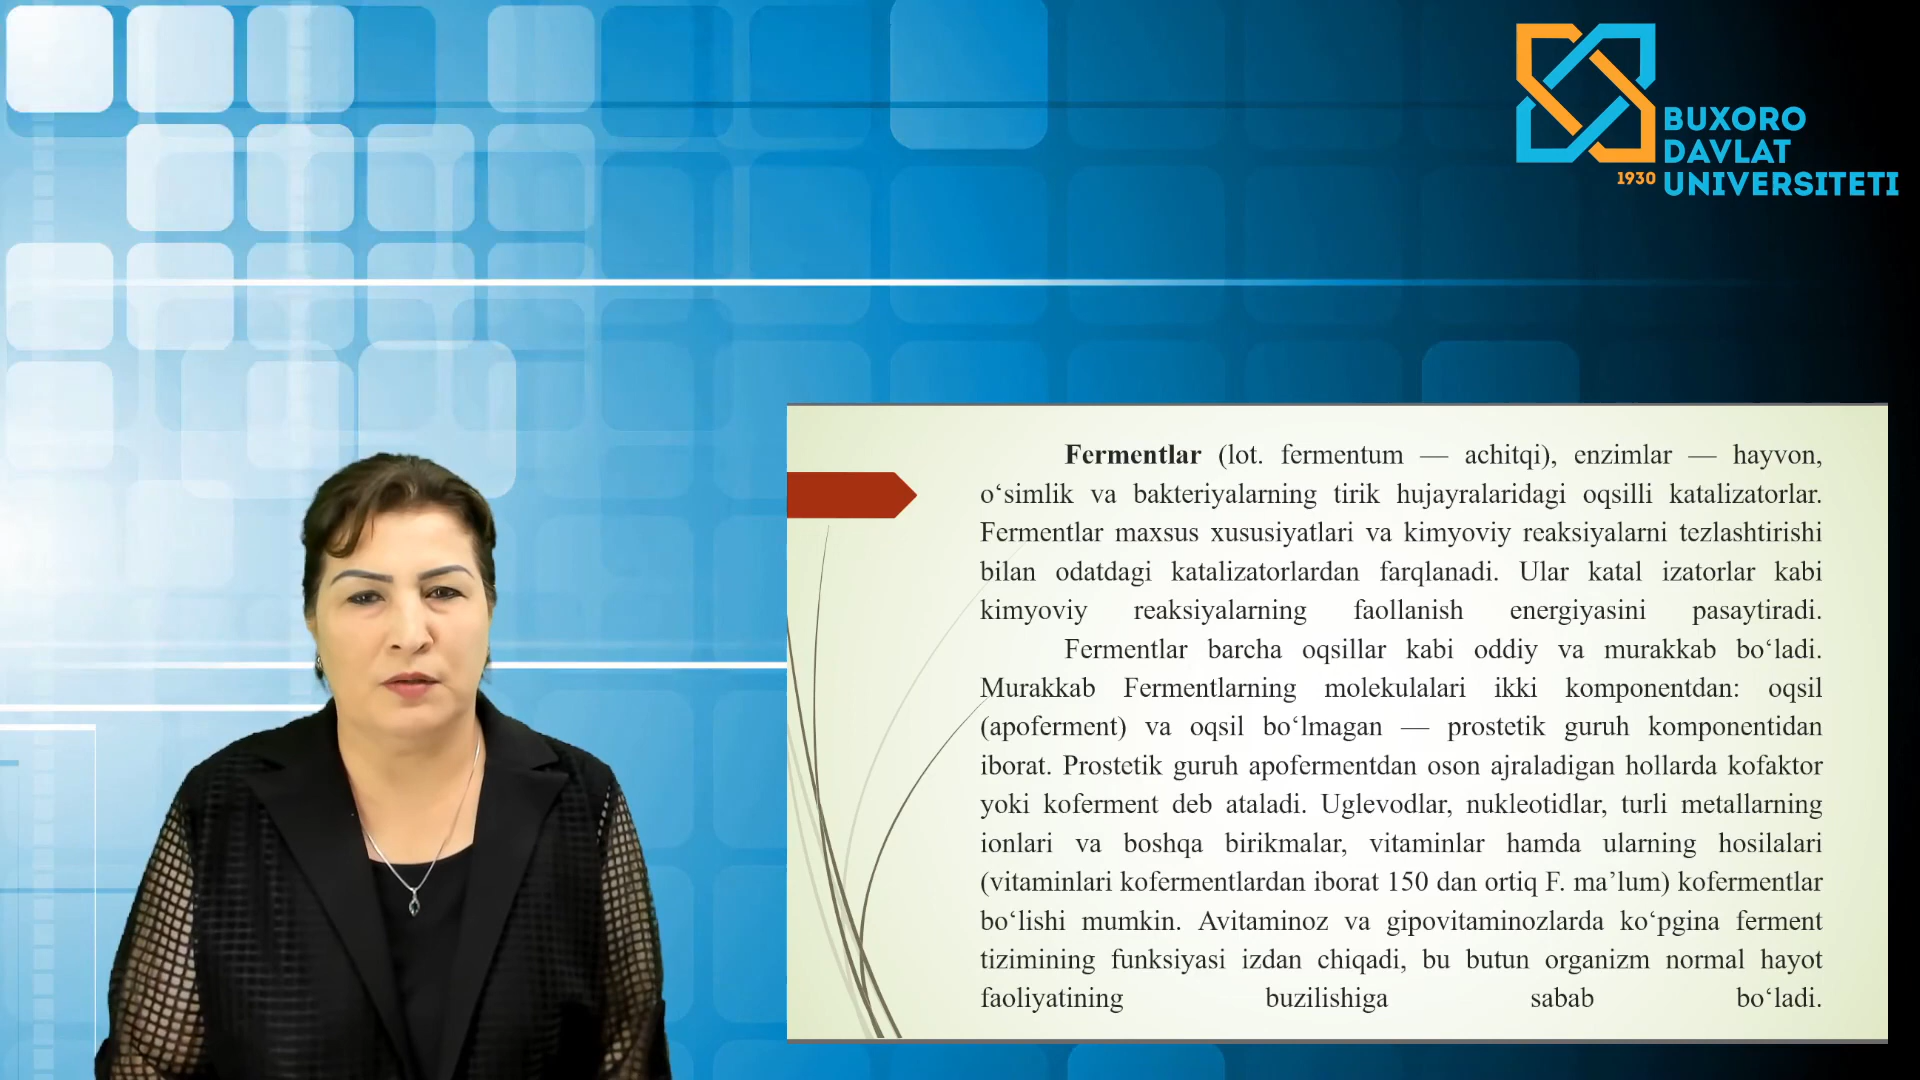 BUXORO
DAVLAT
1930 UNIVERSITETI
Fermentlar (lot. fermentum — achitqi), enzimlar — hayvon,
o‘simlik va bakteriyalarning tirik hujayralaridagi oqsilli katalizatorlar.
Fermentlar maxsus xususiyatlari va kimyoviy reaksiyalarni tezlashtirishi
bilan odatdagi katalizatorlardan farqlanadi. Ular katal izatorlar kabi
kimyoviy reaksiyalarning faollanish energiyasini pasaytiradi.
Fermentlar barcha oqsillar kabi oddiy va murakkab bo‘ladi.
Murakkab Fermentlarning molekulalari ikki komponentdan: oqsil
(apoferment) va oqsil bo‘lmagan — prostetik guruh komponentidan
iborat. Prostetik guruh apofermentdan oson ajraladigan hollarda kofaktor
yoki koferment deb ataladi. Uglevodlar, nukleotidlar, turli metallarning
ionlari va boshqa birikmalar, vitaminlar hamda ularning hosilalari
(vitaminlari kofermentlardan iborat 150 dan ortiq F. ma’lum) kofermentlar
bo‘lishi mumkin. Avitaminoz va gipovitaminozlarda ko‘pgina ferment
tizimining funksiyasi izdan chiqadi, bu butun organizm normal hayot
faoliyatining buzilishiga sabab bo‘ladi.